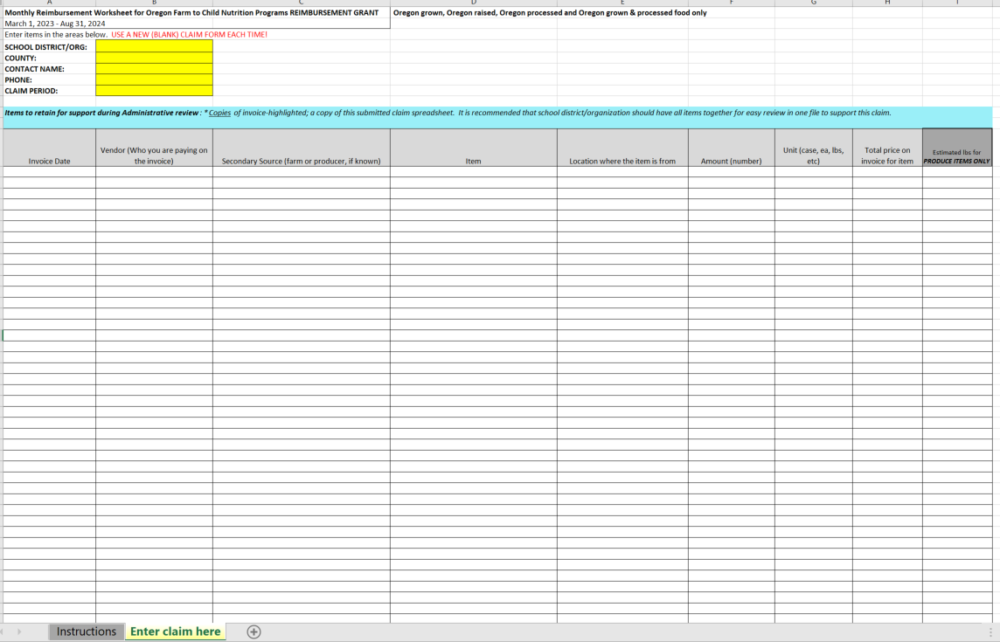 A B C D E F G H I
Monthly Reimbursement Worksheet for Oregon Farm to Child Nutrition Programs REIMBURSEMENT GRANT Oregon grown, Oregon raised, Oregon processed and Oregon grown & processed food only
March 1, 2023 - Aug 31, 2024
Enter items in the areas below. USE A NEW (BLANK) CLAIM FORM EACH TIME!
SCHOOL DISTRICT/ORG:
COUNTY:
CONTACT NAME:
PHONE:
CLAIM PERIOD:
Items to retain for support during Administrative review : * Copies of invoice-highlighted; a copy of this submitted claim spreadsheet. It is recommended that school district/organization should have all items together for easy review in one file to support this claim.
Invoice Date
Vendor (Who you are paying on
the invoice)
Secondary Source (farm or producer, if known)
Item
Location where the item is from
Amount (number)
Unit (case, ea, lbs,
etc)
Total price on
invoice for item
Estimated lbs for
PRODUCE ITEMS ONLY
Instructions Enter claim here